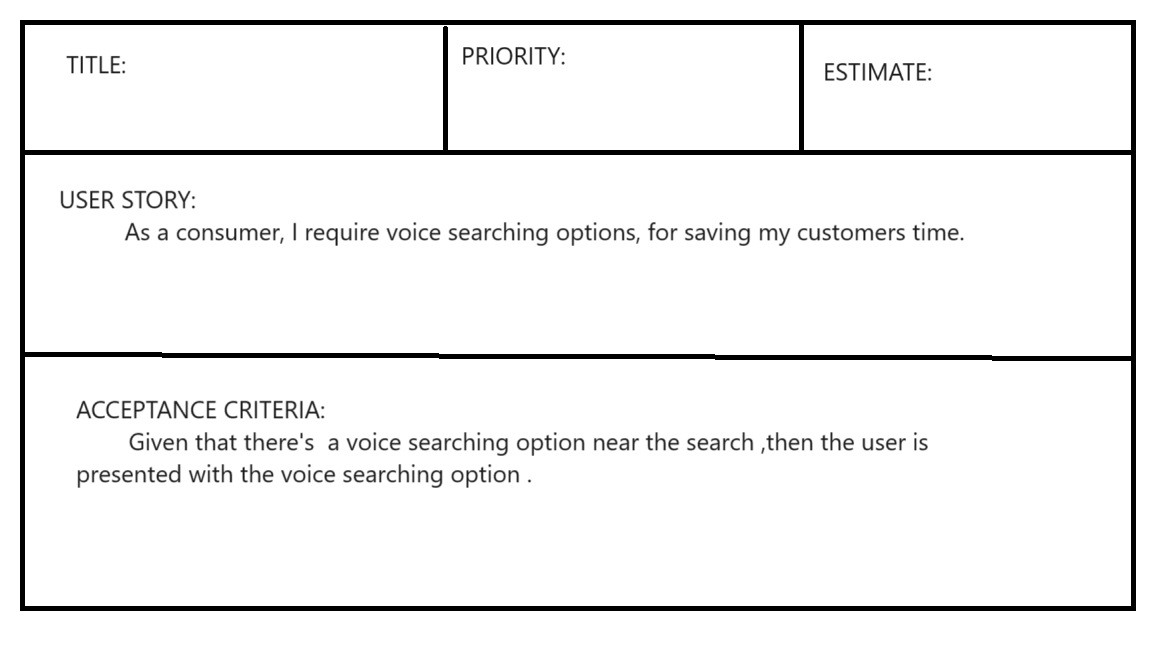 TITLE:
PRIORITY:
ESTIMATE:
USER STORY:
As a consumer, I require voice searching options, for saving my customers time.
ACCEPTANCE CRITERIA:
Given that there's  a voice searching option near the search ,then the user is
presented with the voice searching option .